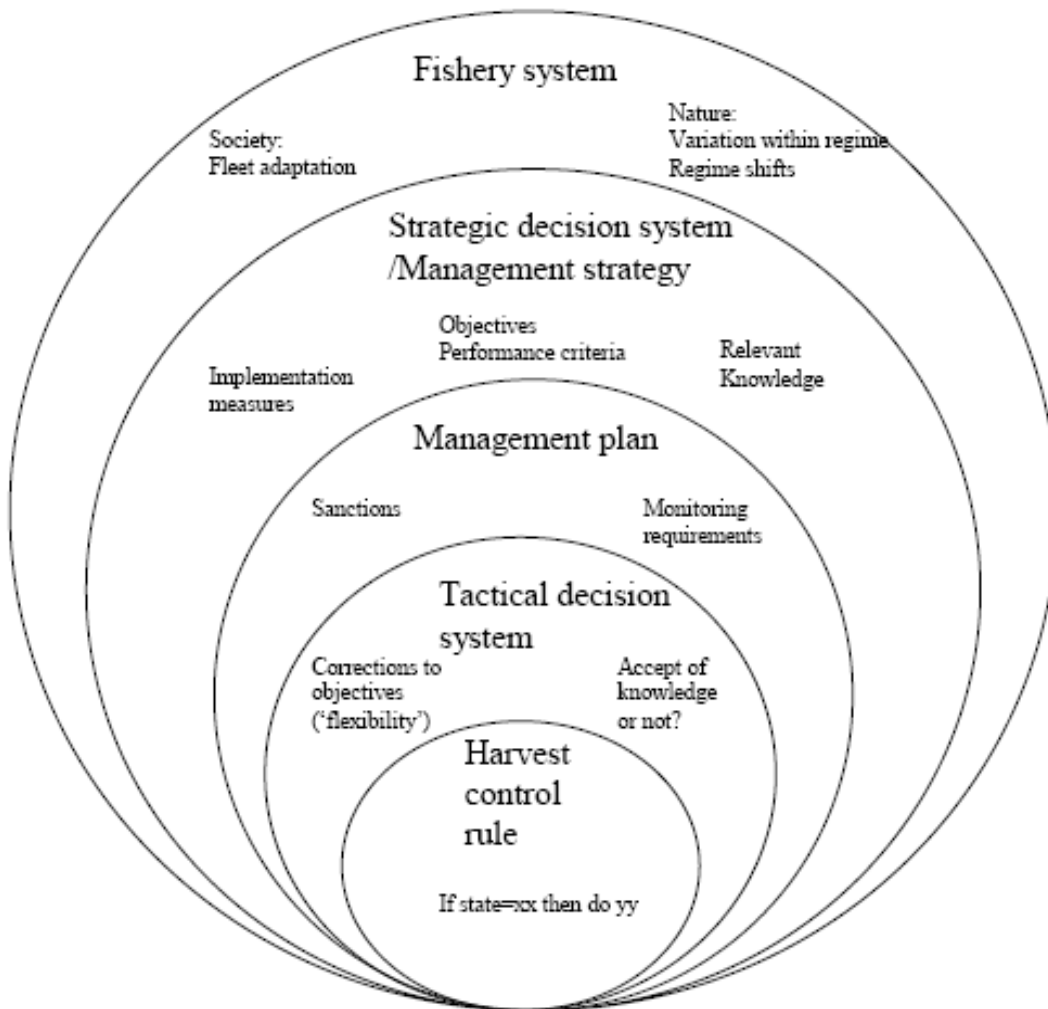 Fishery system
Society:
Fleet adaptation
Nature:
Variation within regime
Regime shifts
Strategic decision system
/Management strategy
Objectives
Performance criteria
Relevant
Knowledge
Implementation
measures
Management plan
Sanctions
Monitoring
requirements
Tactical decision
system
Corrections to
objectives
(‘flexibility’)
Accept of
knowledge
or not?
Harvest
control
rule
If state=xx then do yy